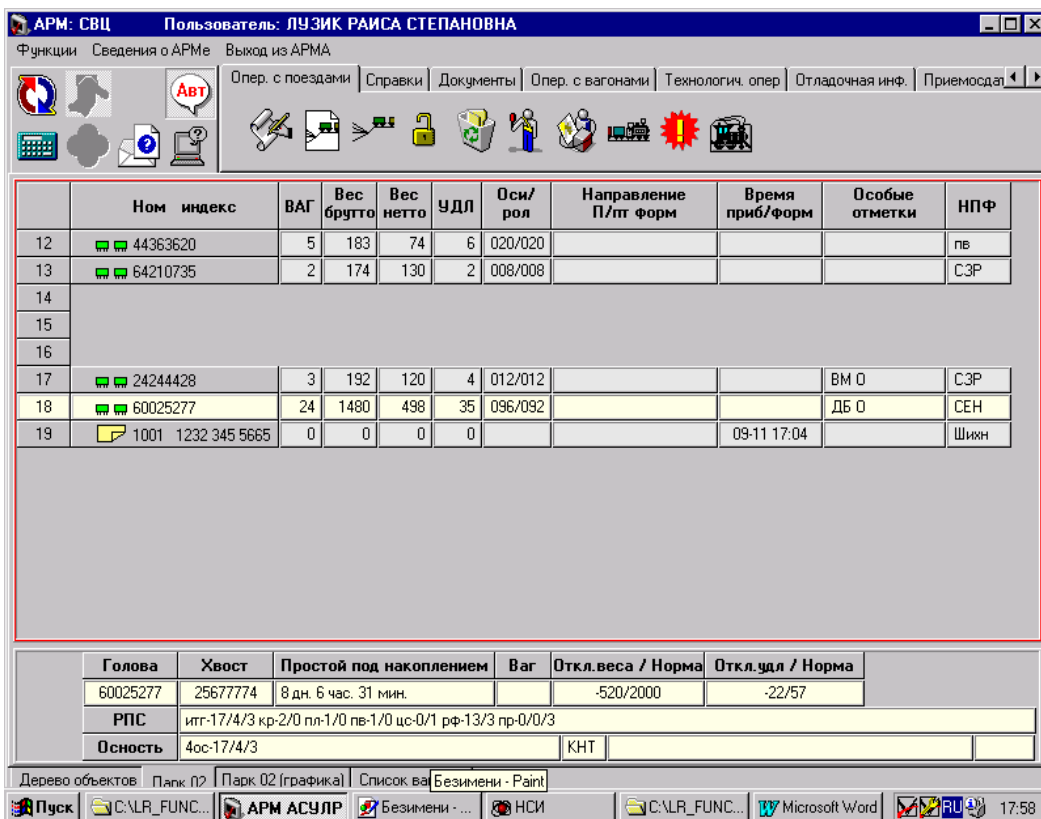 АРМ: СВЦ Пользователь: ЛУЗИК РАИСА СТЕПАНОВНА
Функции Сведения о АРМе Выход из АРМА
Опер. с поездами Справки Документы Опер. с вагонами Технологич. опер Отладочная инф. Приемосдат
Авт
Ном индекс ВАГ Вес брутто Вес нетто УДЛ Оси/рол Направление П/пт форм Время приб/форм Особые отметки НПФ
12 44363620 5 183 74 6 020/020 пв
13 64210735 2 174 130 2 008/008 СЗР
14
15
16
17 24244428 3 192 120 4 012/012 ВМ О СЗР
18 60025277 24 1480 498 35 096/092 ДБ О СЕН
19 1001 1232 345 5665 0 0 0 0 09-11 17:04 Шихн
Голова Хвост Простой под накоплением Ваг Откл.веса / Норма Откл.удл / Норма
60025277 25677774 8 дн. 6 час. 31 мин. -520/2000 -22/57
РПС итг-17/4/3 кр-2/0 пл-1/0 пв-1/0 цс-0/1 рф-13/3 пр-0/0/3
Осность 4ос-17/4/3 КНТ
Дерево объектов Парк 02 Парк 02 (графика) Список ваг Безимени - Paint
Пуск C:\LR_FUNC... АРМ АСУЛР Безимени - ... НСИ C:\LR_FUNC... Microsoft Word RU 17:58